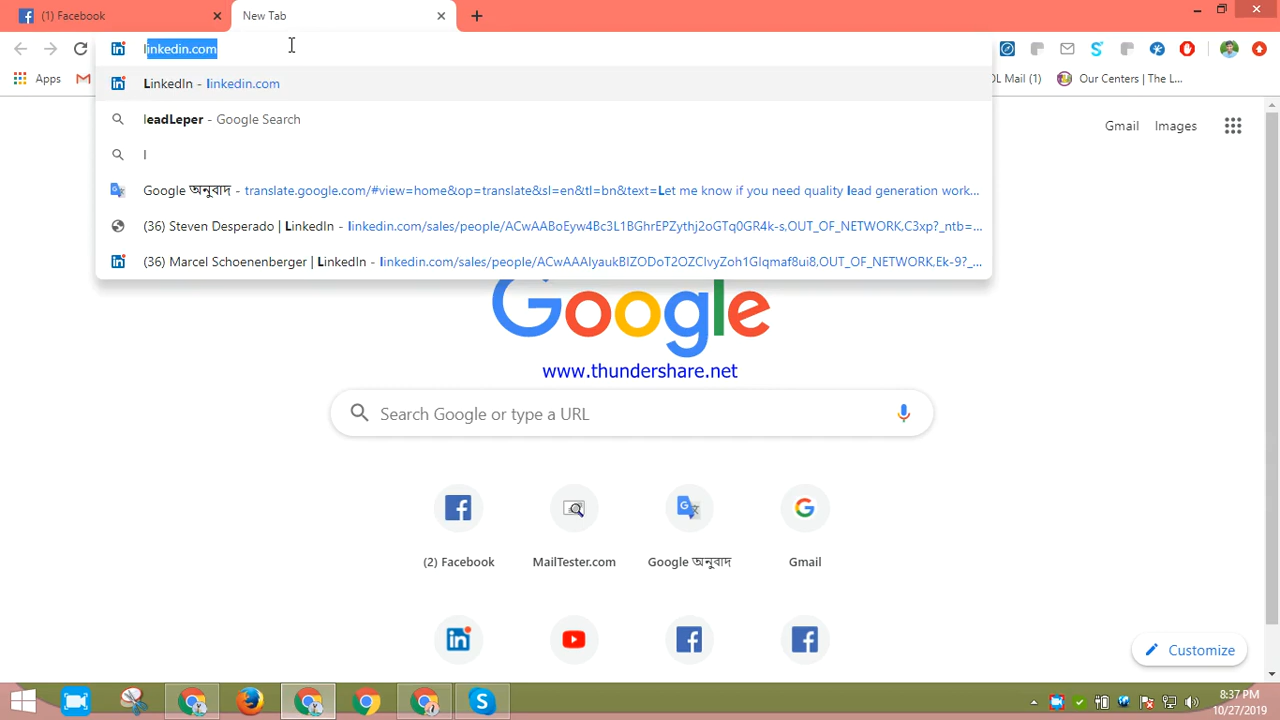 (1) Facebook
New Tab
linkedin.com
LinkedIn - linkedin.com
leadLeper - Google Search
l
Google অনুবাদ - translate.google.com/#view=home&op=translate&sl=en&tl=bn&text=Let me know if you need quality lead generation work...
(36) Steven Desperado | LinkedIn - linkedin.com/sales/people/ACwAABoEyw4Bc3L1BGhrEPZythj2oGTq0GR4k-s,OUT_OF_NETWORK,C3xp?_ntb=...
(36) Marcel Schoenenberger | LinkedIn - linkedin.com/sales/people/ACwAAAIyaukBIZODoT2OZCIvyZoh1GIqmaf8ui8,OUT_OF_NETWORK,Ek-9?_...
Apps
OL Mail (1)
Our Centers | The L...
Gmail
Images
Google
www.thundershare.net
Search Google or type a URL
(2) Facebook
MailTester.com
Google অনুবাদ
Gmail
Customize
8:37 PM
10/27/2019